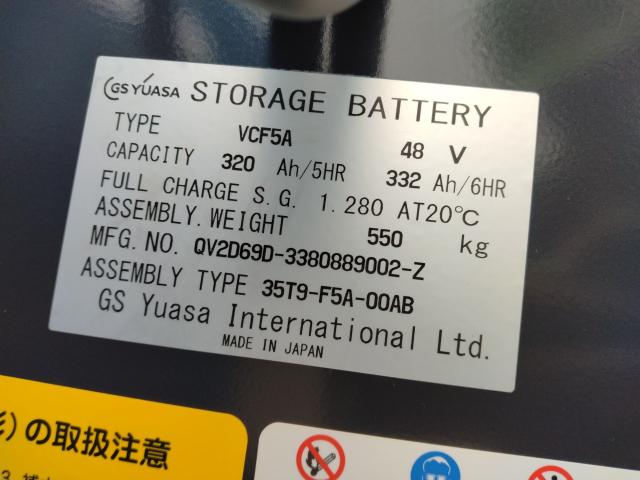 GS YUASA STORAGE BATTERY
TYPE VCF5A 48 V
CAPACITY 320 Ah/5HR 332 Ah/6HR
FULL CHARGE S.G. 1.280 AT20℃
ASSEMBLY.WEIGHT 550 kg
MFG.NO. QV2D69D-3380889002-Z
ASSEMBLY TYPE 35T9-F5A-00AB
GS Yuasa International Ltd.
MADE IN JAPAN
)の取扱注意